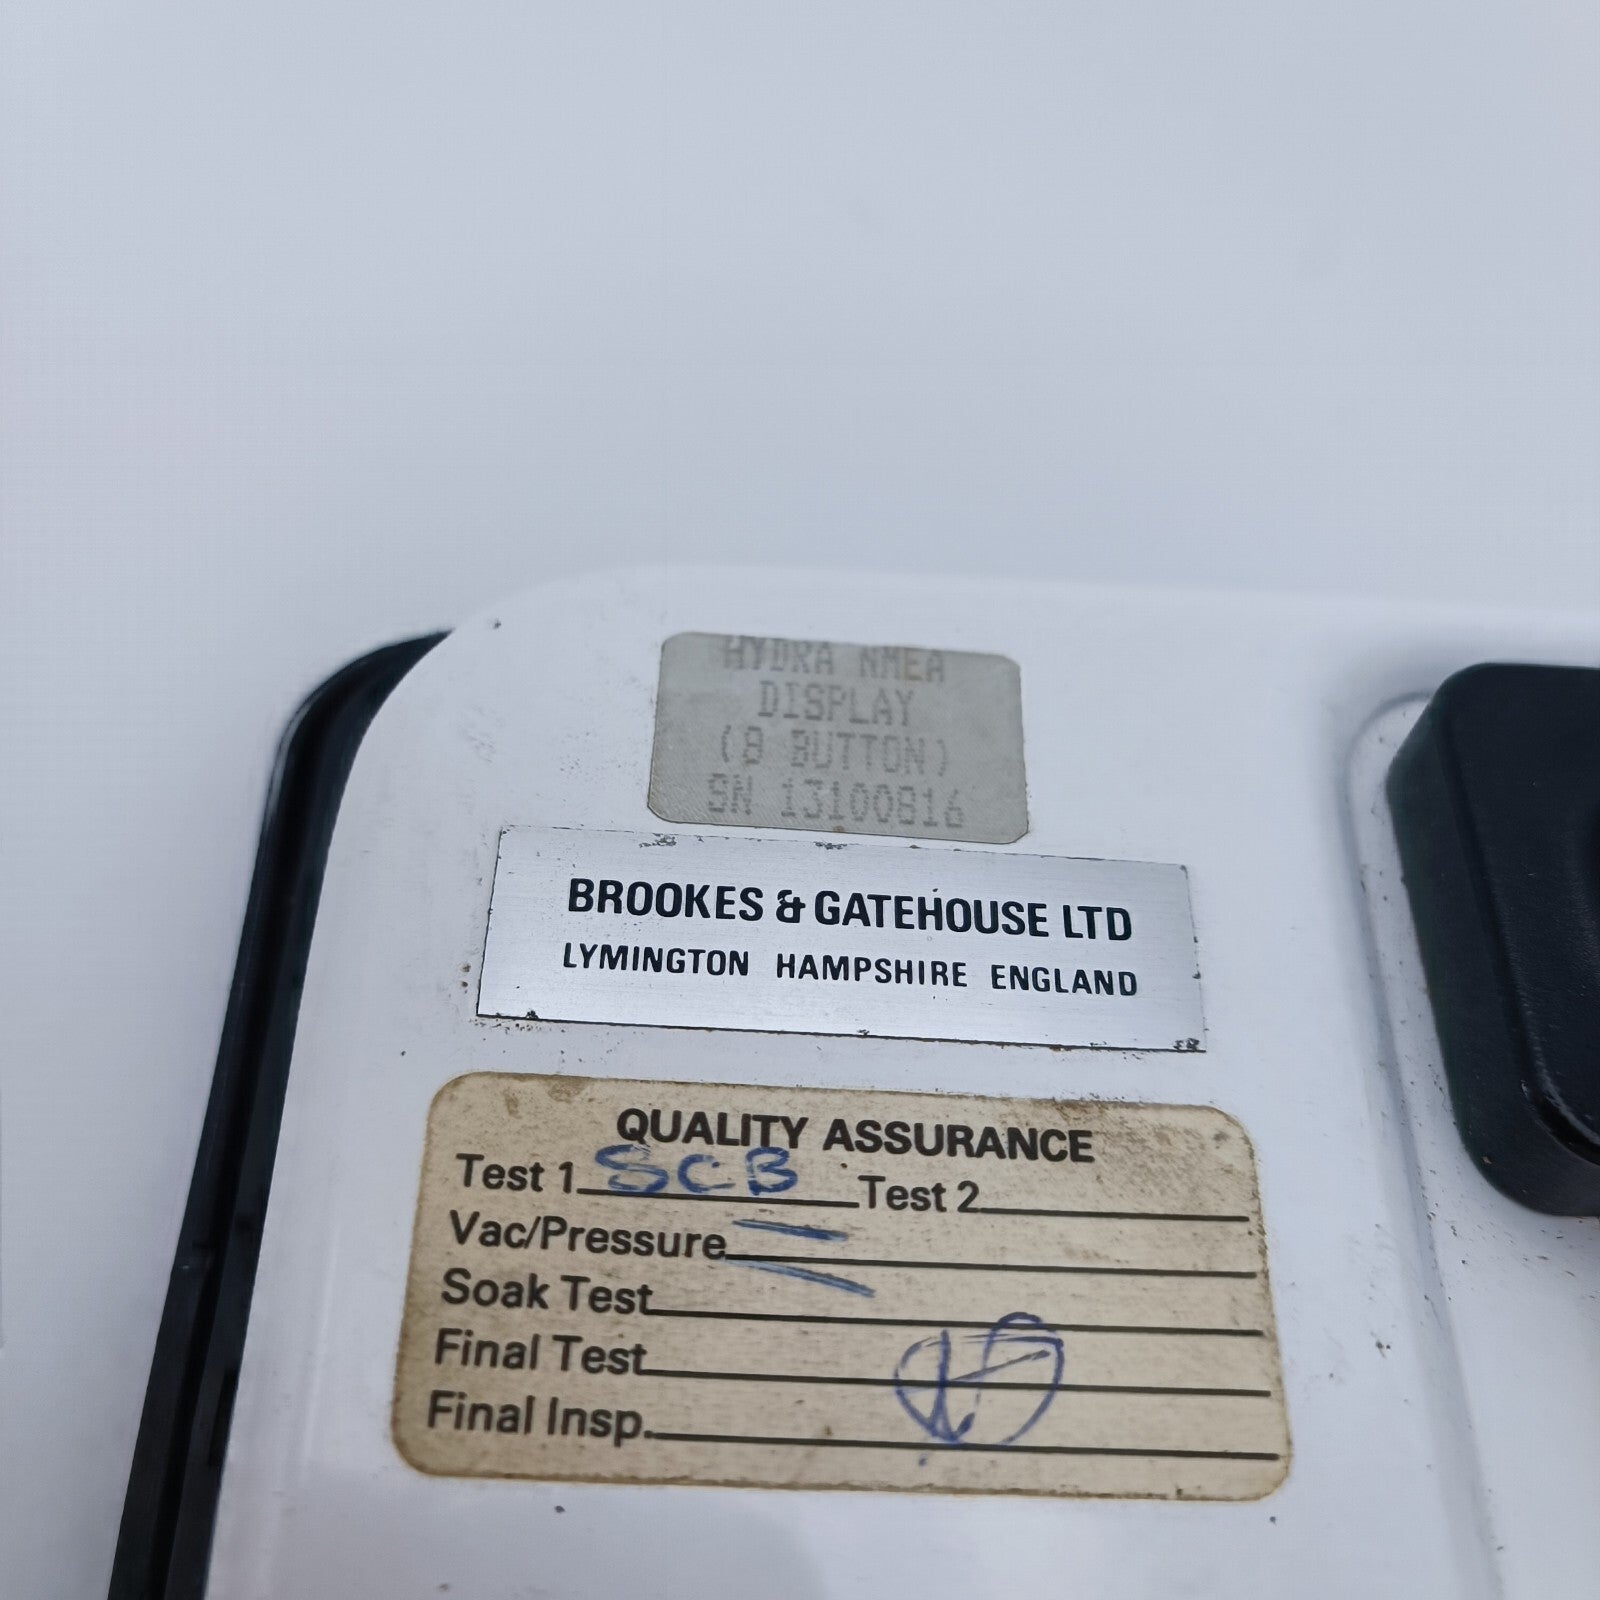 HYDRA NMEA
DISPLAY
(8 BUTTON)
SN 13100816
BROOKES & GATEHOUSE LTD
LYMINGTON HAMPSHIRE ENGLAND
QUALITY ASSURANCE
Test 1 SCB Test 2
Vac/Pressure
Soak Test
Final Test
Final Insp.